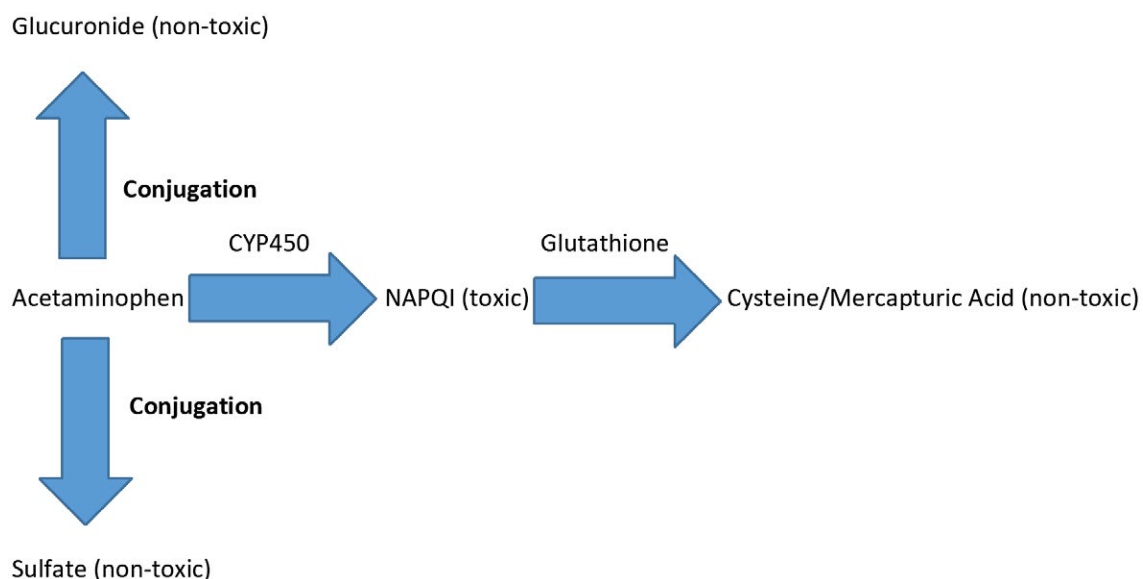 Glucuronide (non-toxic)
Conjugation
CYP450
Glutathione
Acetaminophen
NAPQI (toxic)
Cysteine/Mercapturic Acid (non-toxic)
Conjugation
Sulfate (non-toxic)